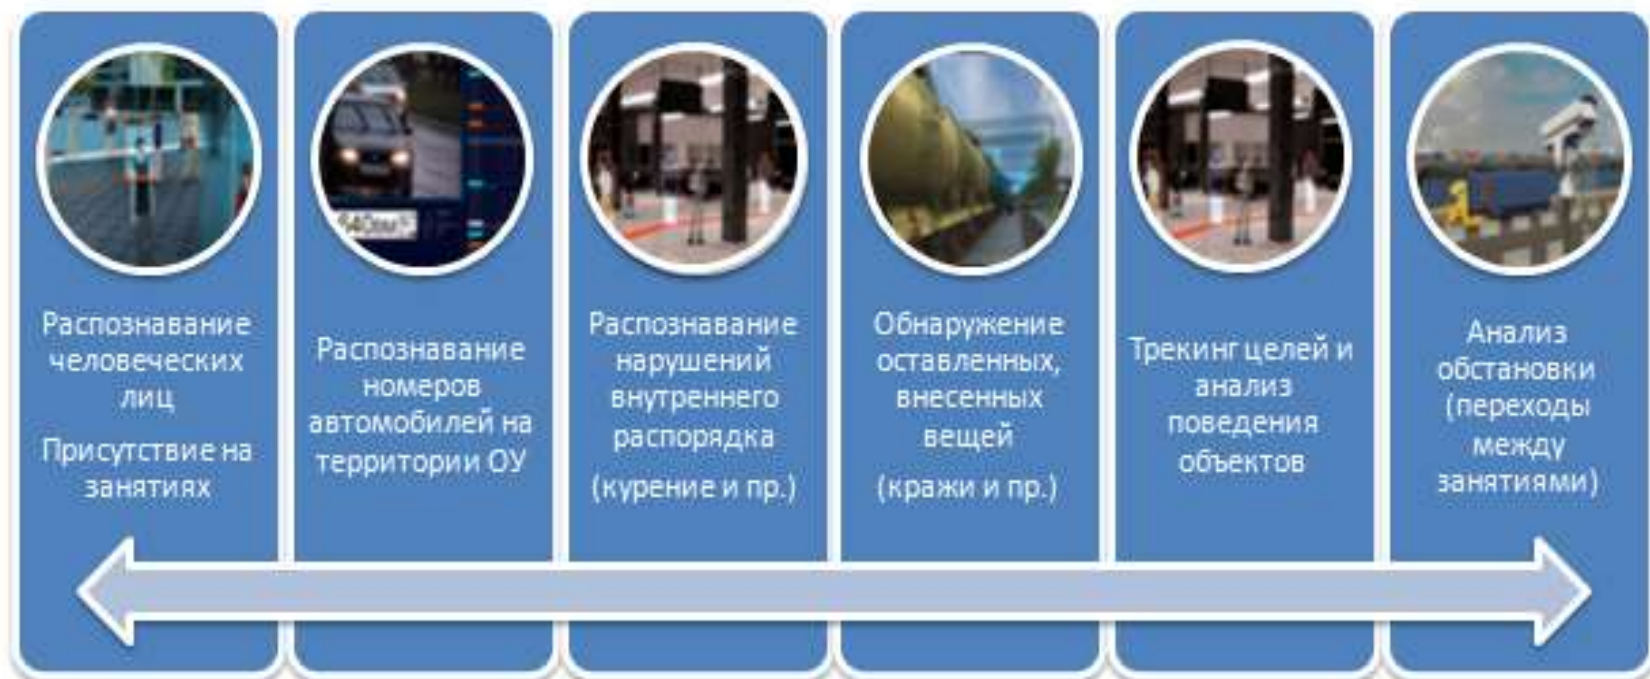 Распознавание
человеческих
лиц
Присутствие на
занятиях
Распознавание
номеров
автомобилей на
территории ОУ
Распознавание
нарушений
внутреннего
распорядка
(курение и пр.)
Обнаружение
оставленных,
внесенных
вещей
(кражи и пр.)
Трекинг целей и
анализ
поведения
объектов
Анализ
обстановки
(переходы
между
занятиями)